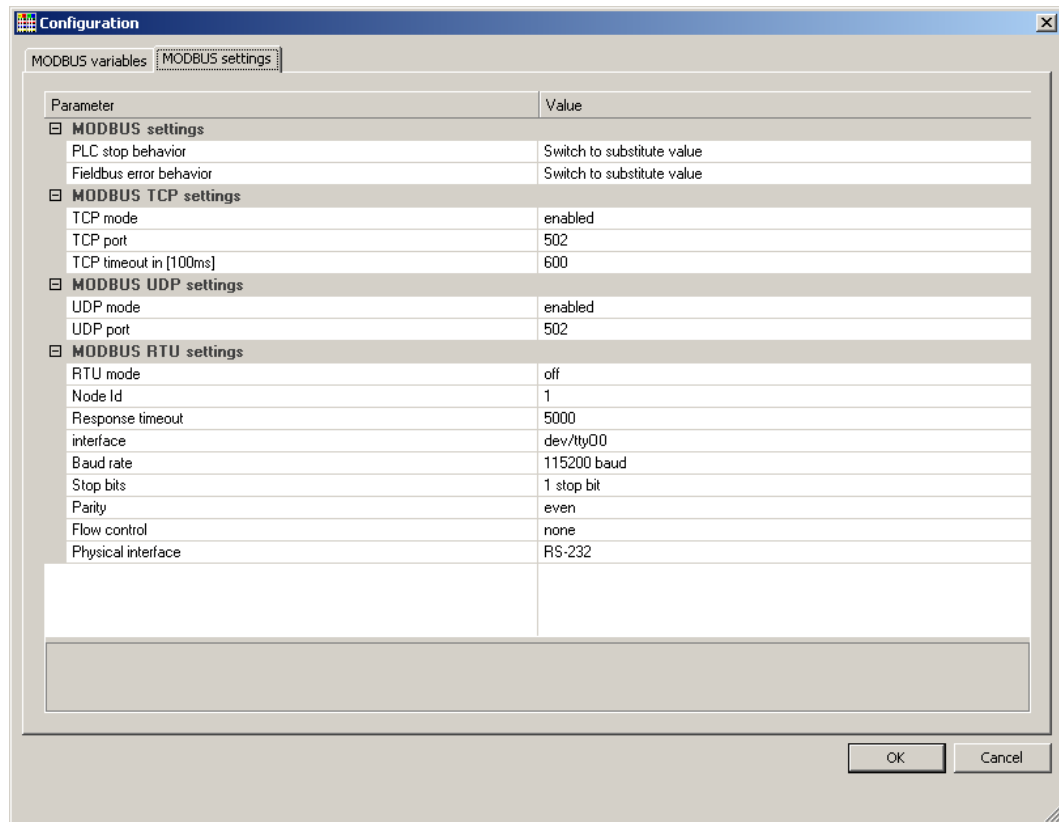 Configuration
MODBUS variables MODBUS settings
Parameter Value
MODBUS settings
PLC stop behavior Switch to substitute value
Fieldbus error behavior Switch to substitute value
MODBUS TCP settings
TCP mode enabled
TCP port 502
TCP timeout in [100ms] 600
MODBUS UDP settings
UDP mode enabled
UDP port 502
MODBUS RTU settings
RTU mode off
Node Id 1
Response timeout 5000
interface dev/ttyO0
Baud rate 115200 baud
Stop bits 1 stop bit
Parity even
Flow control none
Physical interface RS-232
OK Cancel